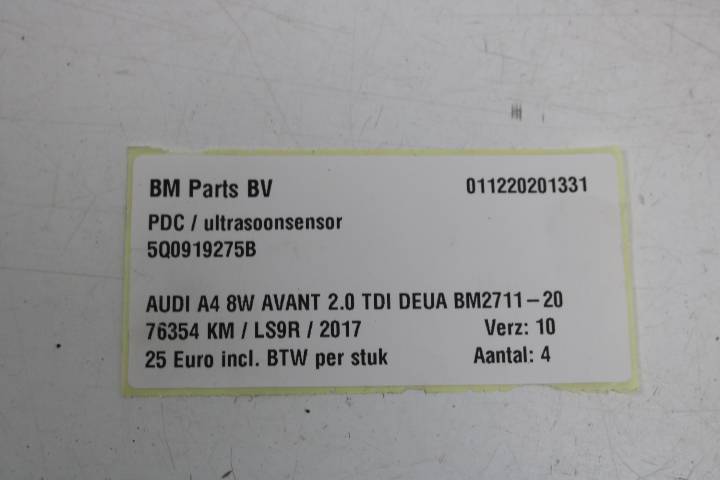 BM Parts BV 011220201331
PDC / ultrasoonsensor
5Q0919275B
AUDI A4 8W AVANT 2.0 TDI DEUA BM2711-20
76354 KM / LS9R / 2017 Verz: 10
25 Euro incl. BTW per stuk Aantal: 4